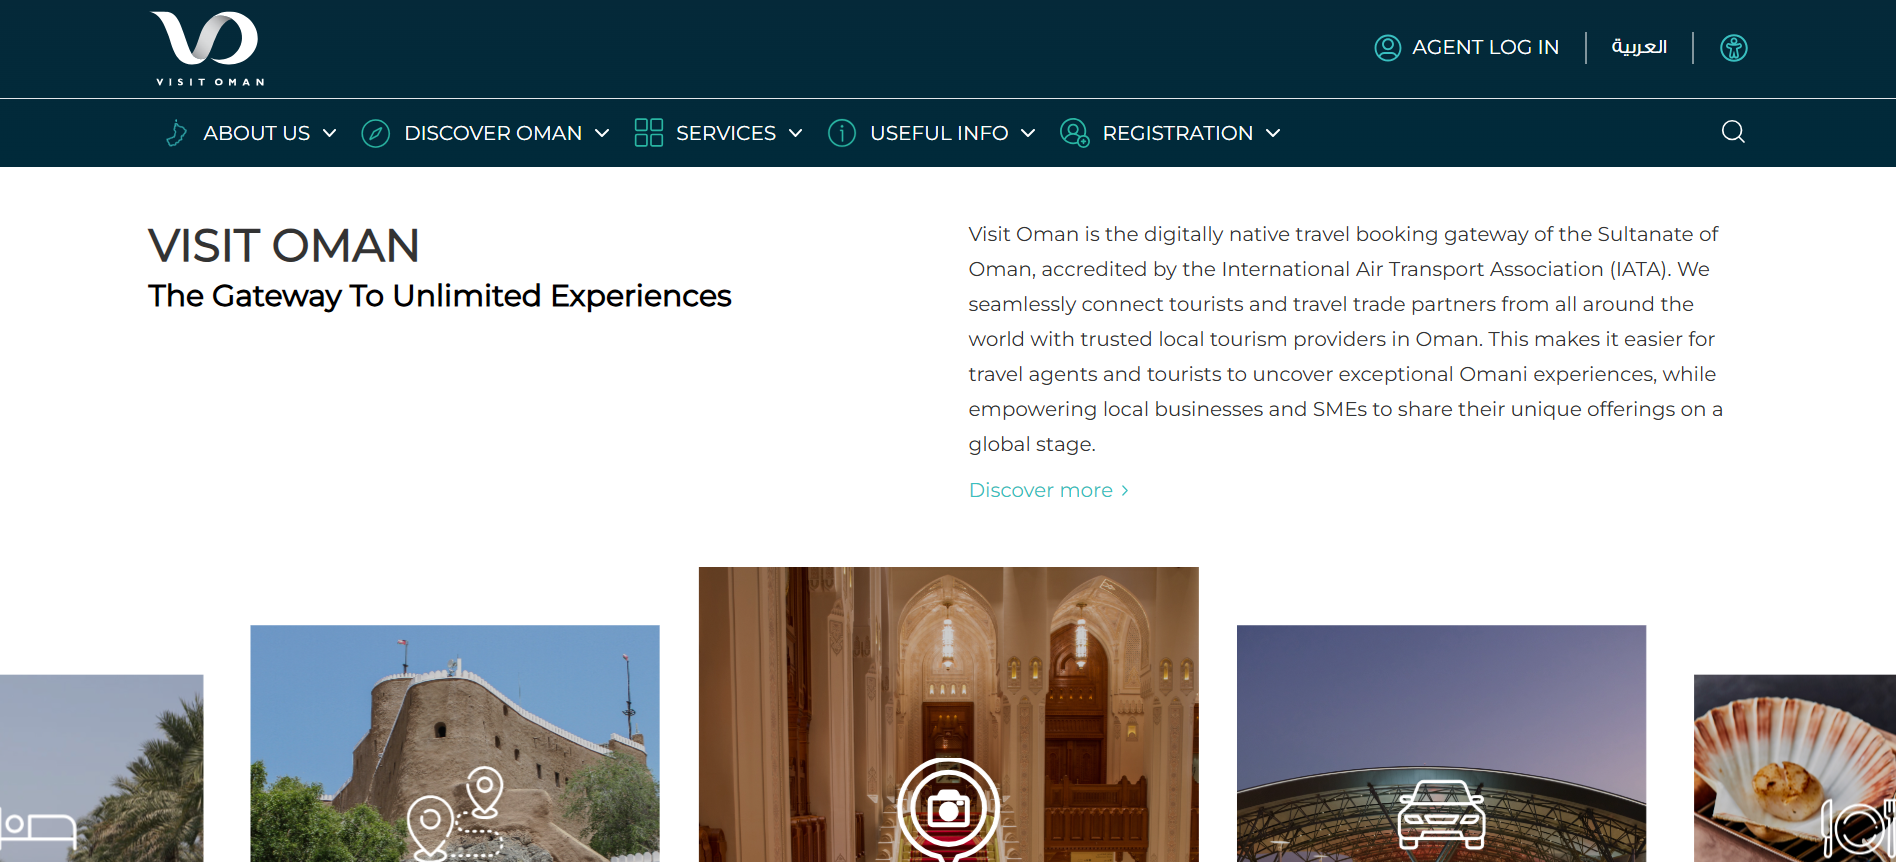 VISIT OMAN
AGENT LOG IN
العربية
ABOUT US
DISCOVER OMAN
SERVICES
USEFUL INFO
REGISTRATION
VISIT OMAN
The Gateway To Unlimited Experiences
Visit Oman is the digitally native travel booking gateway of the Sultanate of
Oman, accredited by the International Air Transport Association (IATA). We
seamlessly connect tourists and travel trade partners from all around the
world with trusted local tourism providers in Oman. This makes it easier for
travel agents and tourists to uncover exceptional Omani experiences, while
empowering local businesses and SMEs to share their unique offerings on a
global stage.
Discover more